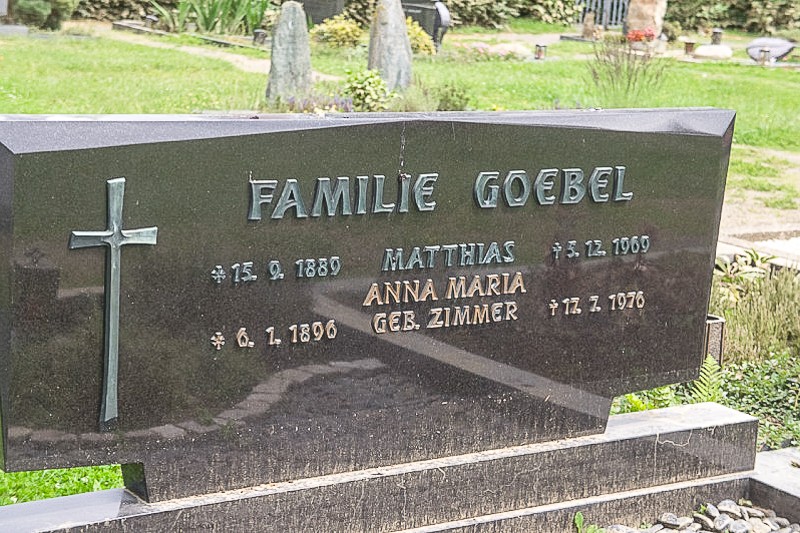 FAMILIE GOEBEL
* 15. 9. 1889 MATTHIAS † 5. 12. 1969
ANNA MARIA
* 6. 1. 1896 GEB. ZIMMER † 17. 7. 1976